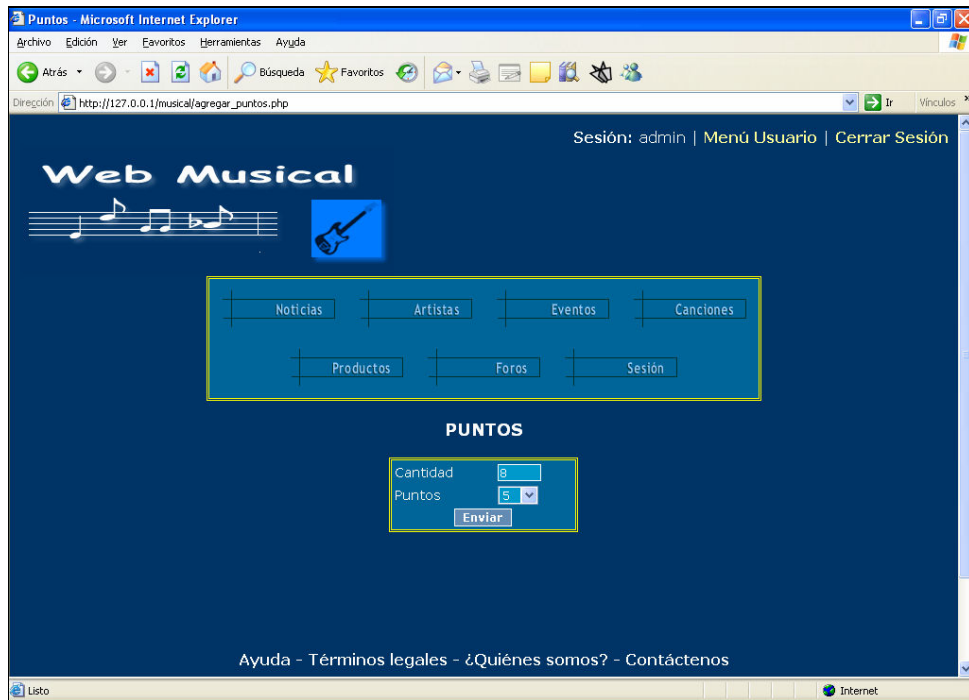 Puntos - Microsoft Internet Explorer
Archivo Edición Ver Favoritos Herramientas Ayuda
Atrás Búsqueda Favoritos
Dirección http://127.0.0.1/musical/agregar_puntos.php Ir Vínculos »
Sesión: admin | Menú Usuario | Cerrar Sesión
Web Musical
Noticias Artistas Eventos Canciones
Productos Foros Sesión
PUNTOS
Cantidad 8
Puntos 5
Enviar
Ayuda - Términos legales - ¿Quiénes somos? - Contáctenos
Listo Internet